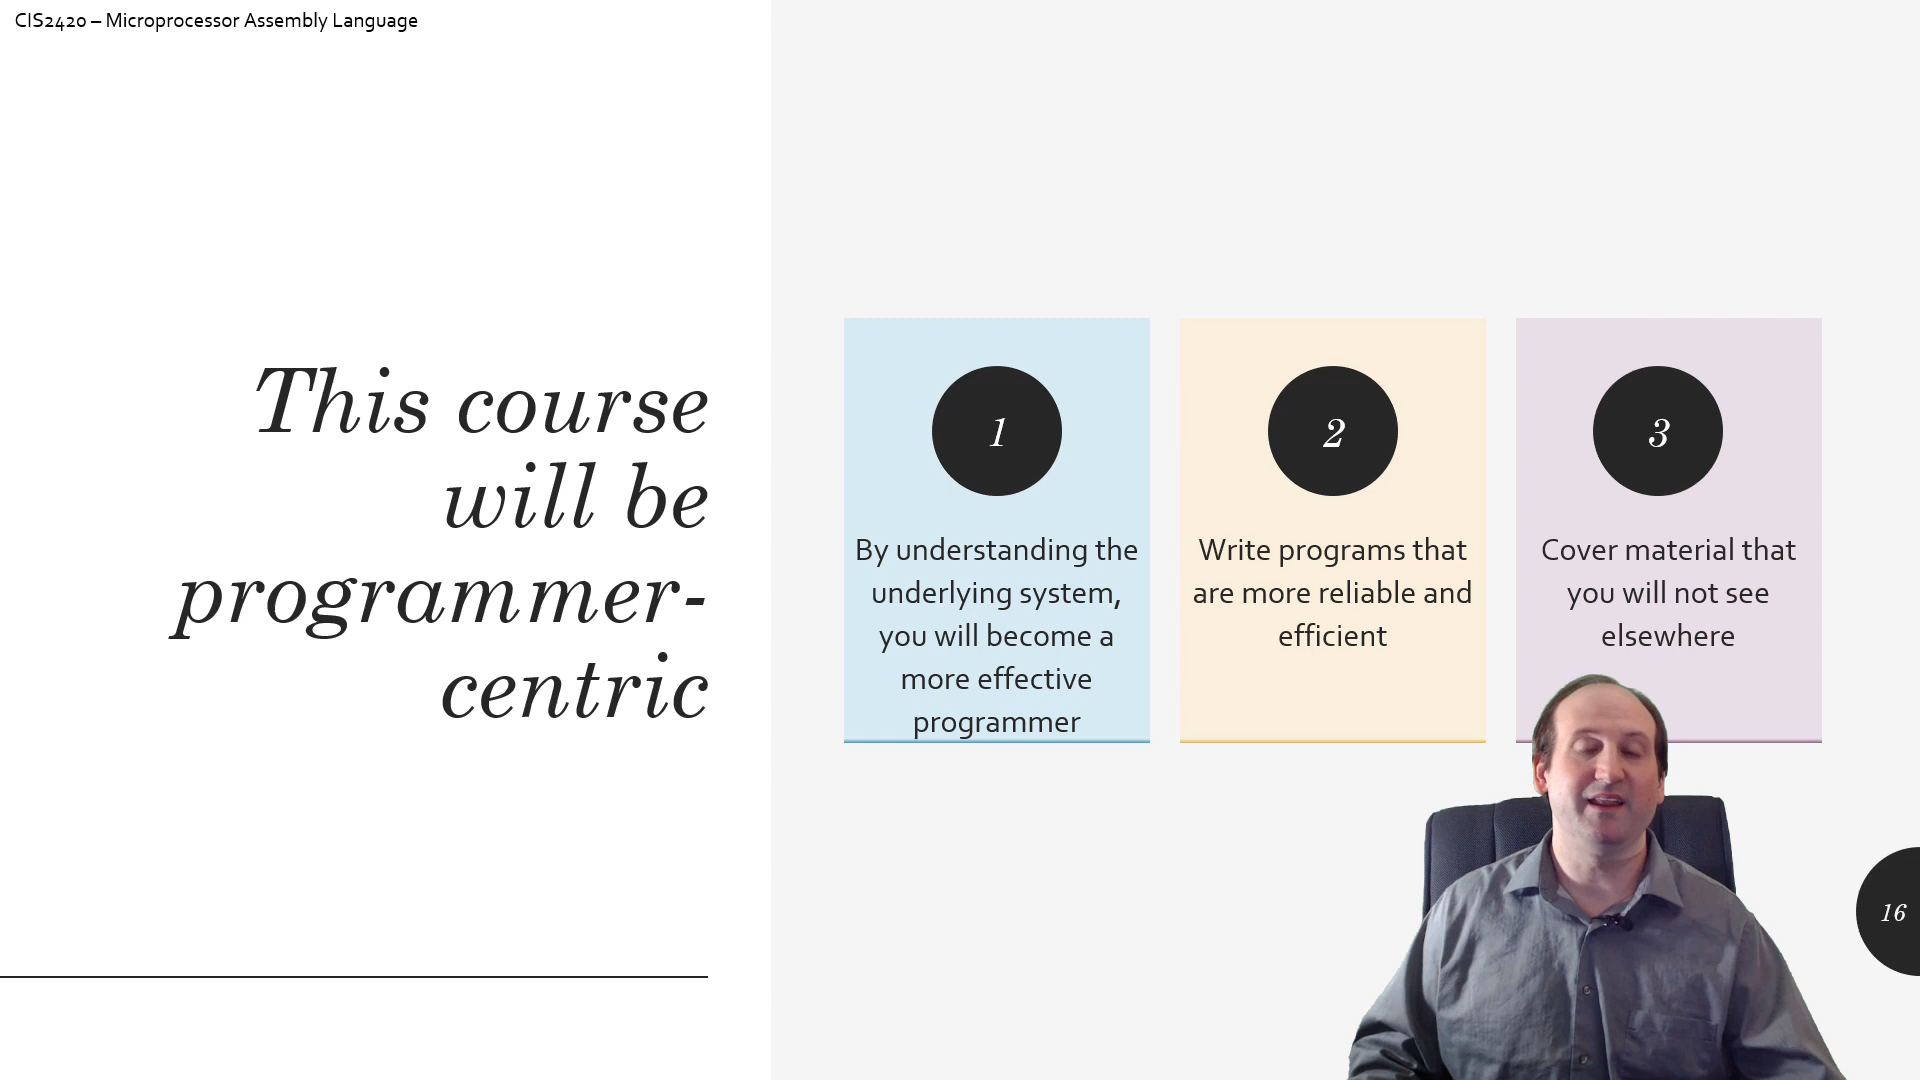 CIS2420 – Microprocessor Assembly Language
This course
will be
programmer-
centric
1
By understanding the
underlying system,
you will become a
more effective
programmer
2
Write programs that
are more reliable and
efficient
3
Cover material that
you will not see
elsewhere
16